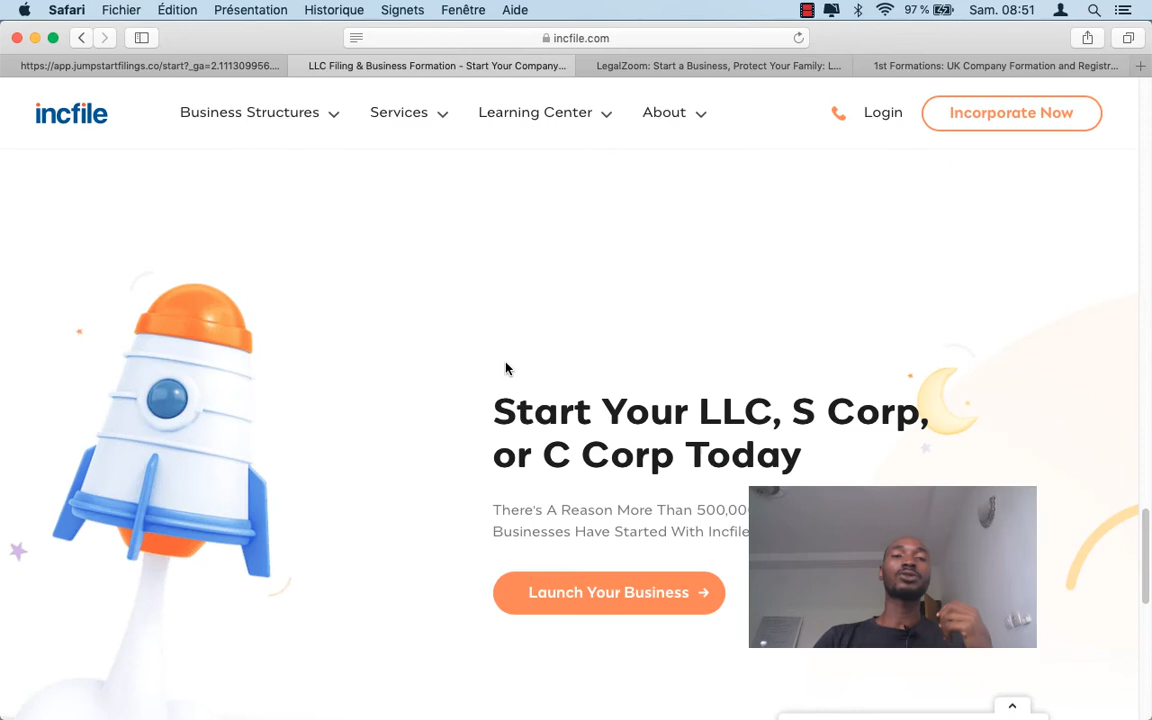 Safari Fichier Édition Présentation Historique Signets Fenêtre Aide 97 % Sam. 08:51
incfile.com
https://app.jumpstartfilings.co/start?_ga=2.111309956.... LLC Filing & Business Formation - Start Your Company... LegalZoom: Start a Business, Protect Your Family: L... 1st Formations: UK Company Formation and Registr...
incfile Business Structures Services Learning Center About Login Incorporate Now
Start Your LLC, S Corp,
or C Corp Today
There's A Reason More Than 500,00
Businesses Have Started With Incfile
Launch Your Business →